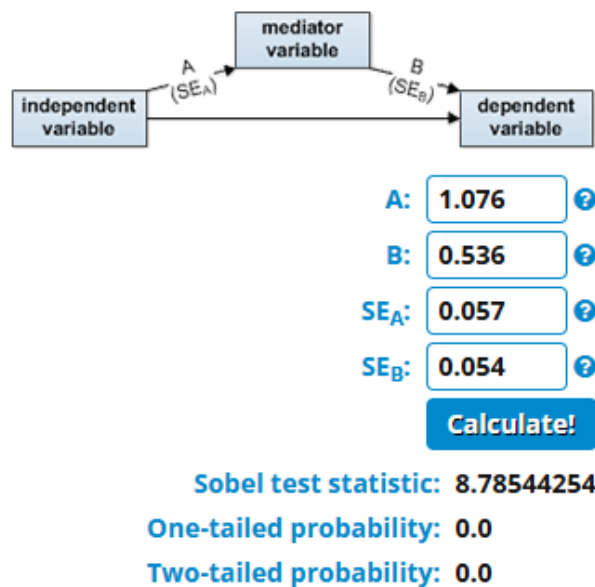 mediator
variable
A
(SEA)
B
(SEB)
independent
variable
dependent
variable
A: 1.076 ?
B: 0.536 ?
SEA: 0.057 ?
SEB: 0.054 ?
Calculate!
Sobel test statistic: 8.78544254
One-tailed probability: 0.0
Two-tailed probability: 0.0